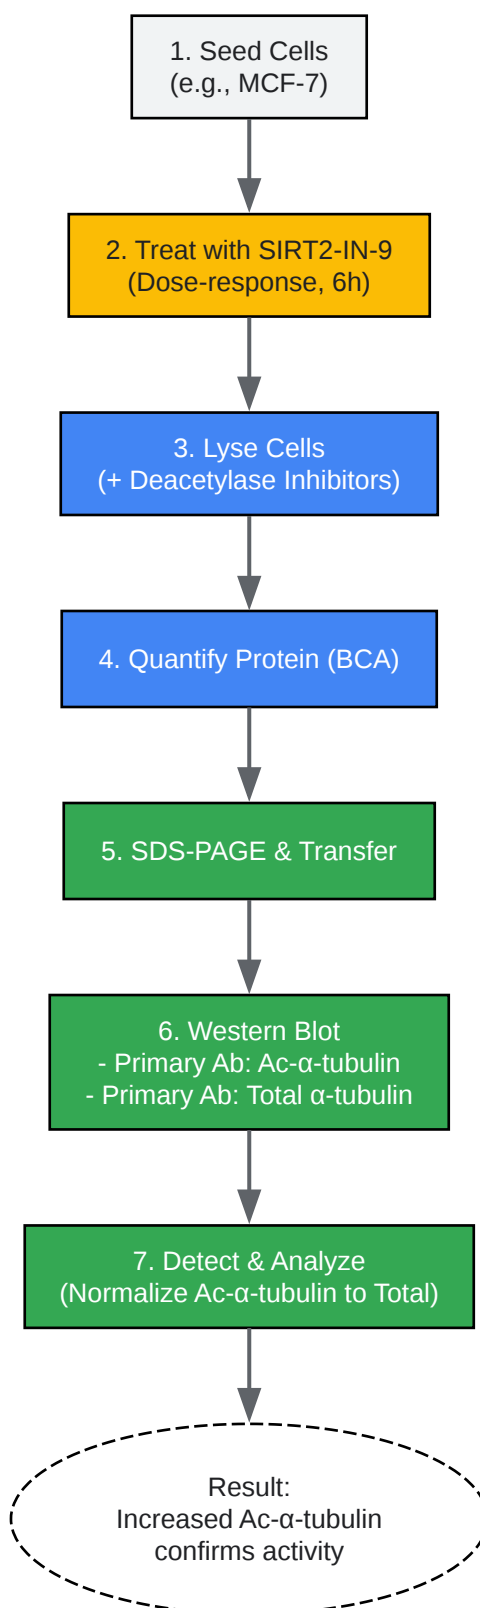 1. Seed Cells
(e.g., MCF-7)
2. Treat with SIRT2-IN-9
(Dose-response, 6h)
3. Lyse Cells
(+ Deacetylase Inhibitors)
4. Quantify Protein (BCA)
5. SDS-PAGE & Transfer
6. Western Blot
- Primary Ab: Ac-α-tubulin
- Primary Ab: Total α-tubulin
7. Detect & Analyze
(Normalize Ac-α-tubulin to Total)
Result:
Increased Ac-α-tubulin
confirms activity